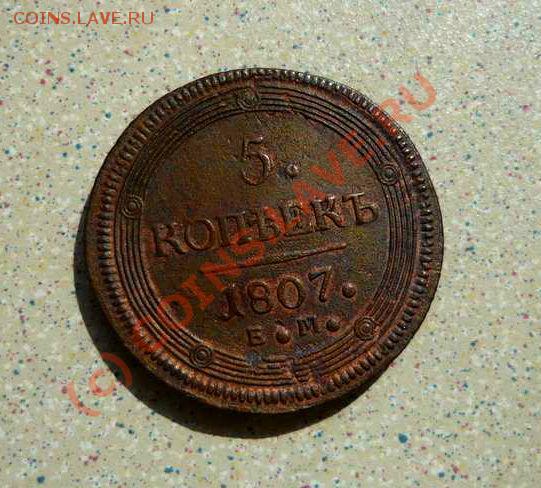 COINS.LAVE.RU
5.
КОПѢЕКЪ
1807.
Е.М.
(c) COINS.LAVE.RU